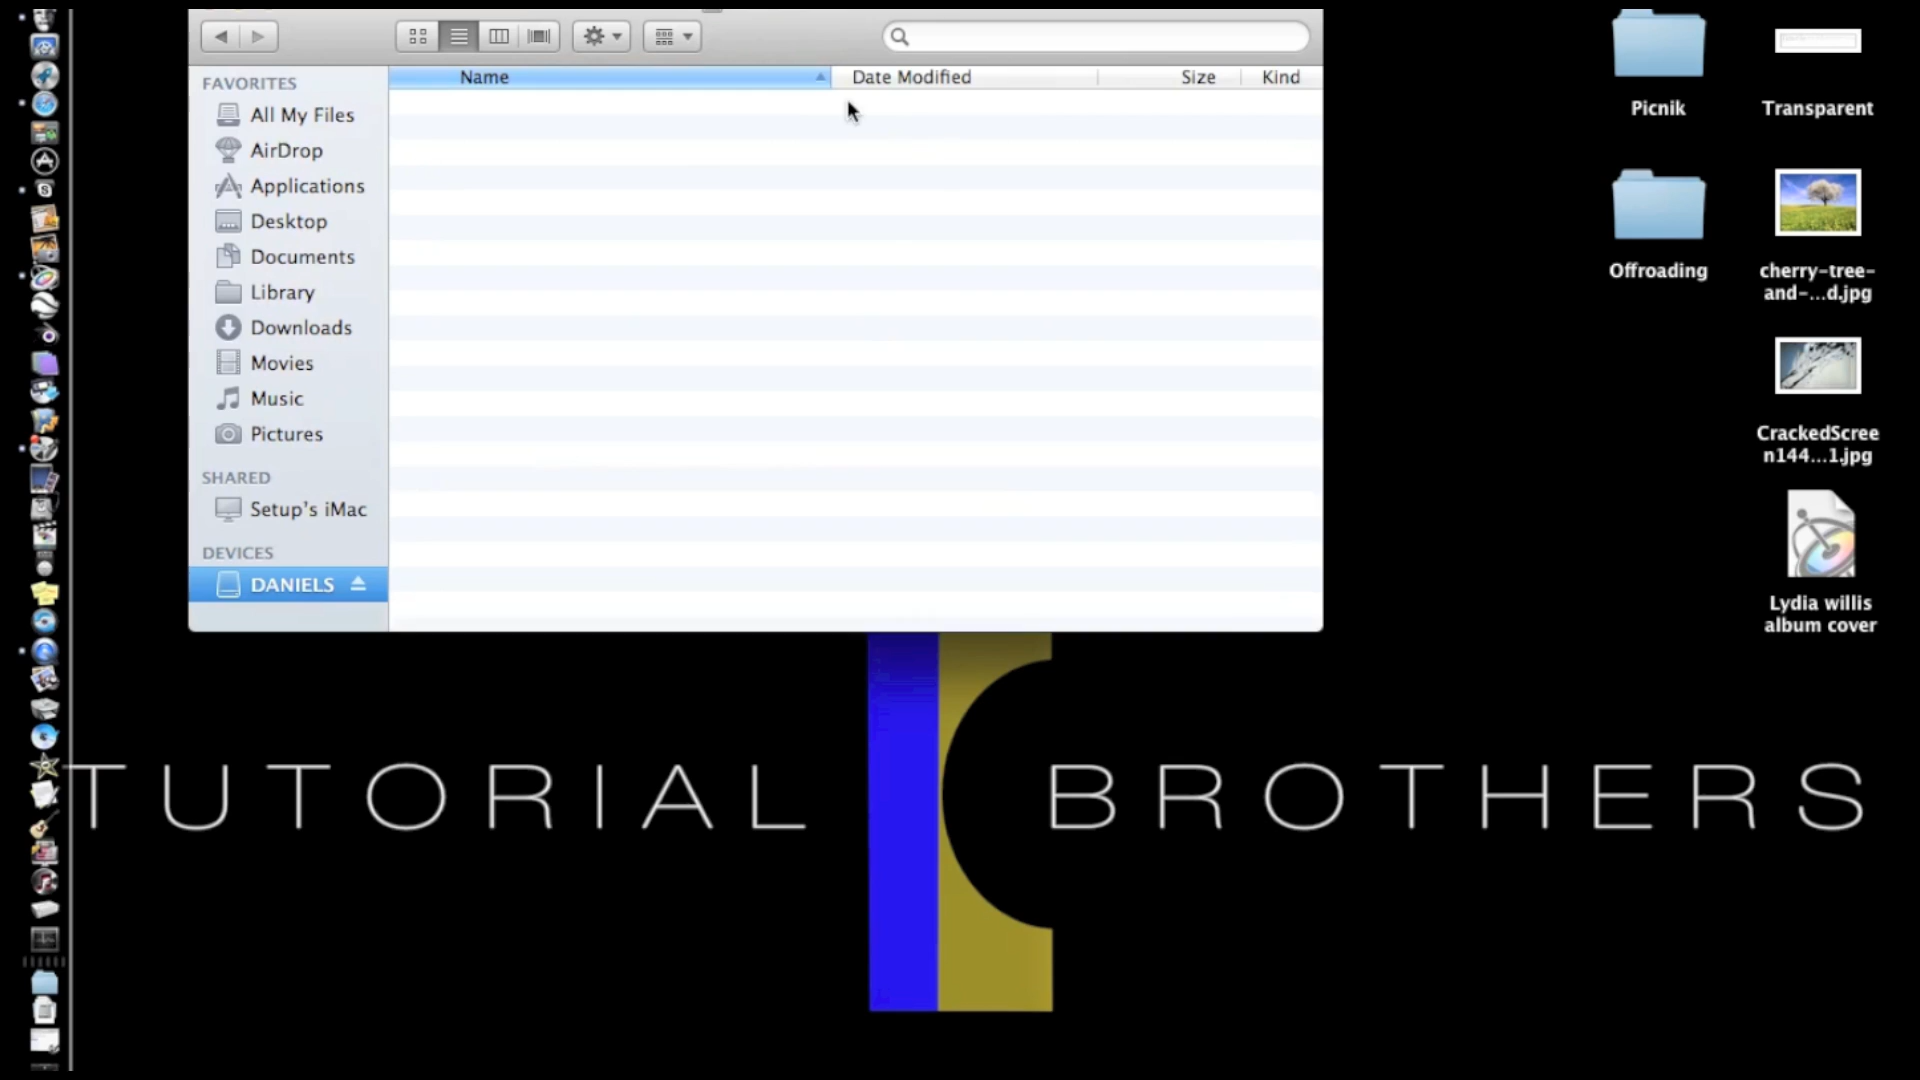 Name
Date Modified
Size
Kind
FAVORITES
All My Files
AirDrop
Applications
Desktop
Documents
Library
Downloads
Movies
Music
Pictures
SHARED
Setup's iMac
DEVICES
DANIELS
Picnik
Transparent
Offroading
cherry-tree-
and-...d.jpg
CrackedScree
n144...1.jpg
Lydia willis
album cover
TUTORIAL BROTHERS